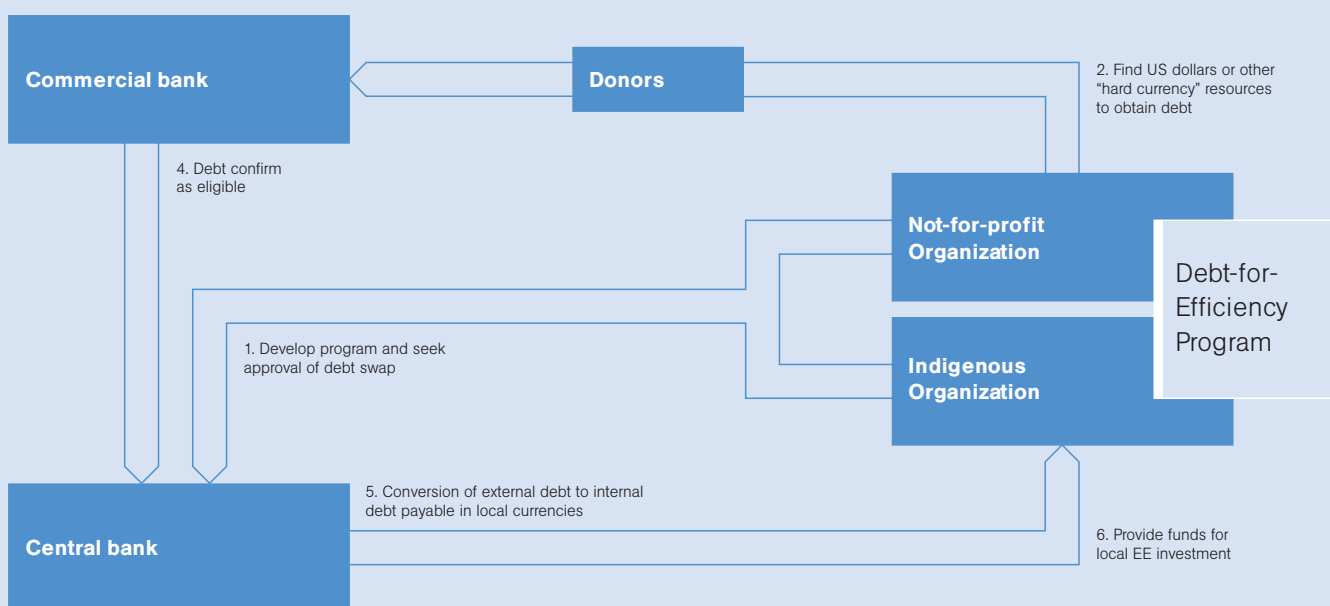 Commercial bank
Donors
2. Find US dollars or other
“hard currency” resources
to obtain debt
4. Debt confirm
as eligible
Not-for-profit
Organization
Debt-for-
Efficiency
Program
1. Develop program and seek
approval of debt swap
Indigenous
Organization
5. Conversion of external debt to internal
debt payable in local currencies
Central bank
6. Provide funds for
local EE investment